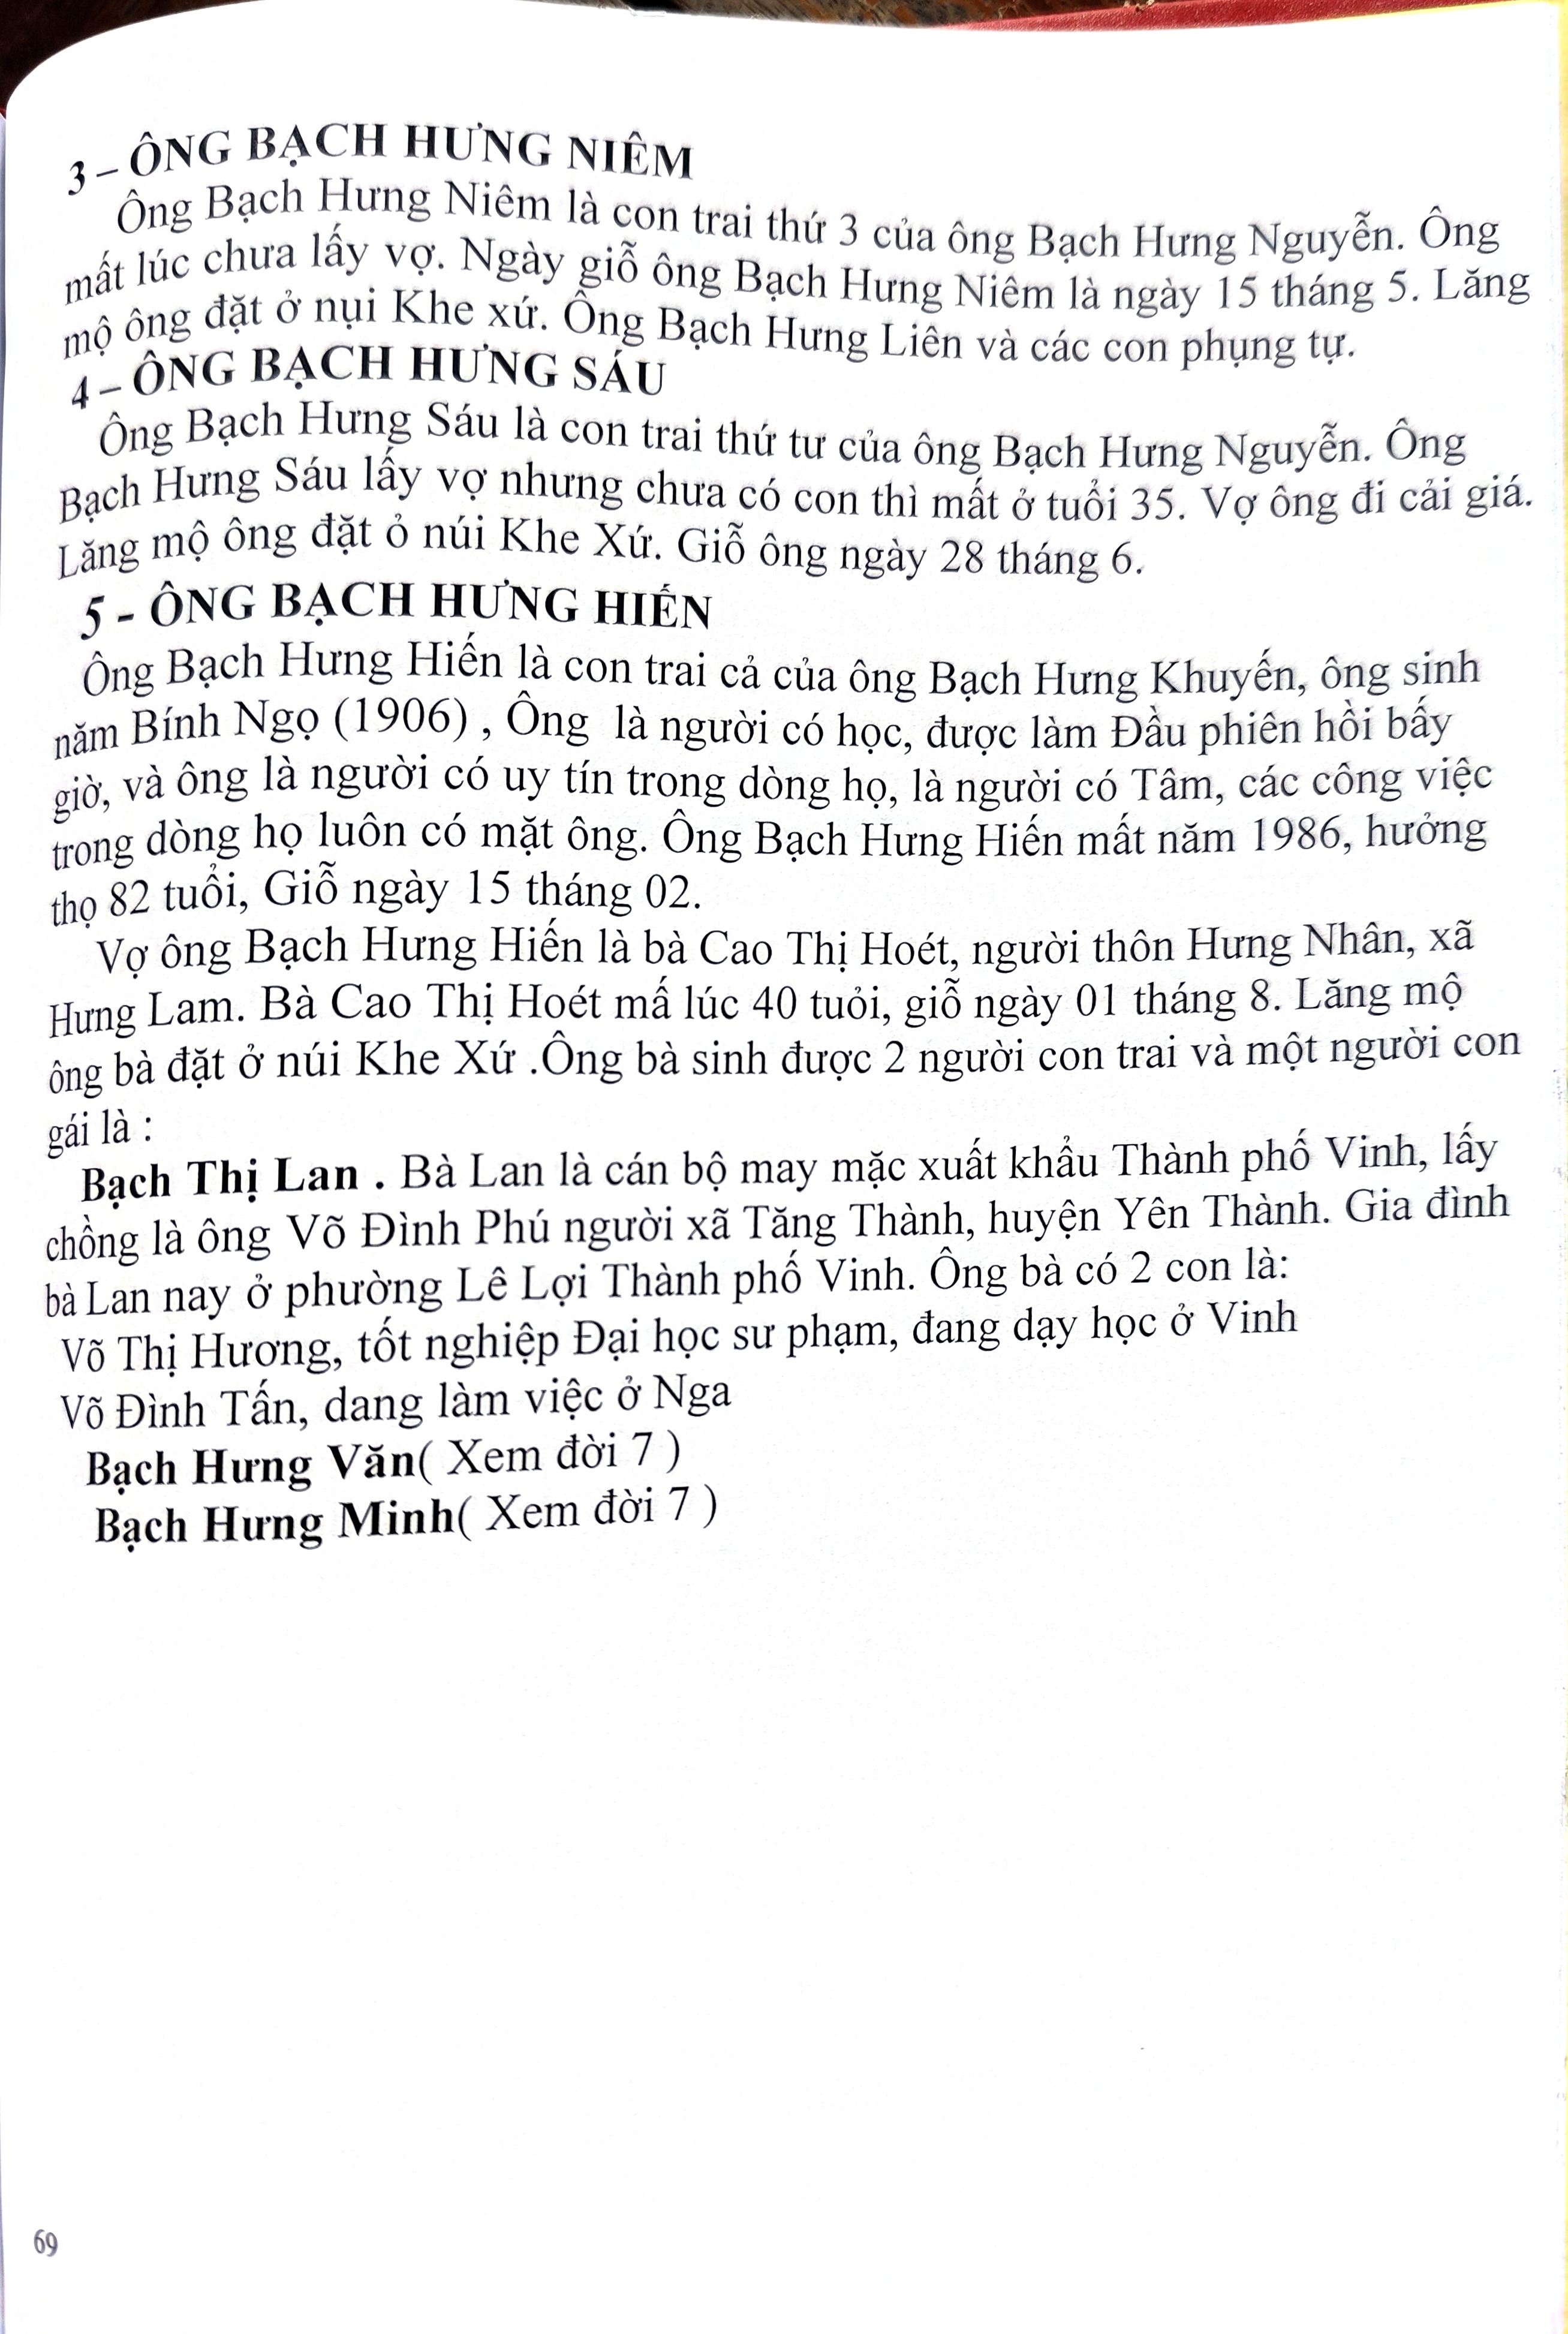 3 – ÔNG BẠCH HƯNG NIÊM
Ông Bạch Hưng Niêm là con trai thứ 3 của ông Bạch Hưng Nguyễn. Ông
mất lúc chưa lấy vợ. Ngày giỗ ông Bạch Hưng Niêm là ngày 15 tháng 5. Lăng
mộ ông đặt ở nụi Khe xứ. Ông Bạch Hưng Liên và các con phụng tự.
4 – ÔNG BẠCH HƯNG SÁU
Ông Bạch Hưng Sáu là con trai thứ tư của ông Bạch Hưng Nguyễn. Ông
Bạch Hưng Sáu lấy vợ nhưng chưa có con thì mất ở tuổi 35. Vợ ông đi cải giá.
Lăng mộ ông đặt ỏ núi Khe Xứ. Giỗ ông ngày 28 tháng 6.
5 - ÔNG BẠCH HƯNG HIẾN
Ông Bạch Hưng Hiến là con trai cả của ông Bạch Hưng Khuyến, ông sinh
năm Bính Ngọ (1906) , Ông  là người có học, được làm Đầu phiên hồi bấy
giờ, và ông là người có uy tín trong dòng họ, là người có Tâm, các công việc
trong dòng họ luôn có mặt ông. Ông Bạch Hưng Hiến mất năm 1986, hưởng
thọ 82 tuổi, Giỗ ngày 15 tháng 02.
Vợ ông Bạch Hưng Hiến là bà Cao Thị Hoét, người thôn Hưng Nhân, xã
Hưng Lam. Bà Cao Thị Hoét mấ lúc 40 tuỏi, giỗ ngày 01 tháng 8. Lăng mộ
ông bà đặt ở núi Khe Xứ .Ông bà sinh được 2 người con trai và một người con
gái là :
Bạch Thị Lan . Bà Lan là cán bộ may mặc xuất khẩu Thành phố Vinh, lấy
chồng là ông Võ Đình Phú người xã Tăng Thành, huyện Yên Thành. Gia đình
bà Lan nay ở phường Lê Lợi Thành phố Vinh. Ông bà có 2 con là:
Võ Thị Hương, tốt nghiệp Đại học sư phạm, đang dạy học ở Vinh
Võ Đình Tấn, dang làm việc ở Nga
Bạch Hưng Văn( Xem đời 7 )
Bạch Hưng Minh( Xem đời 7 )
69